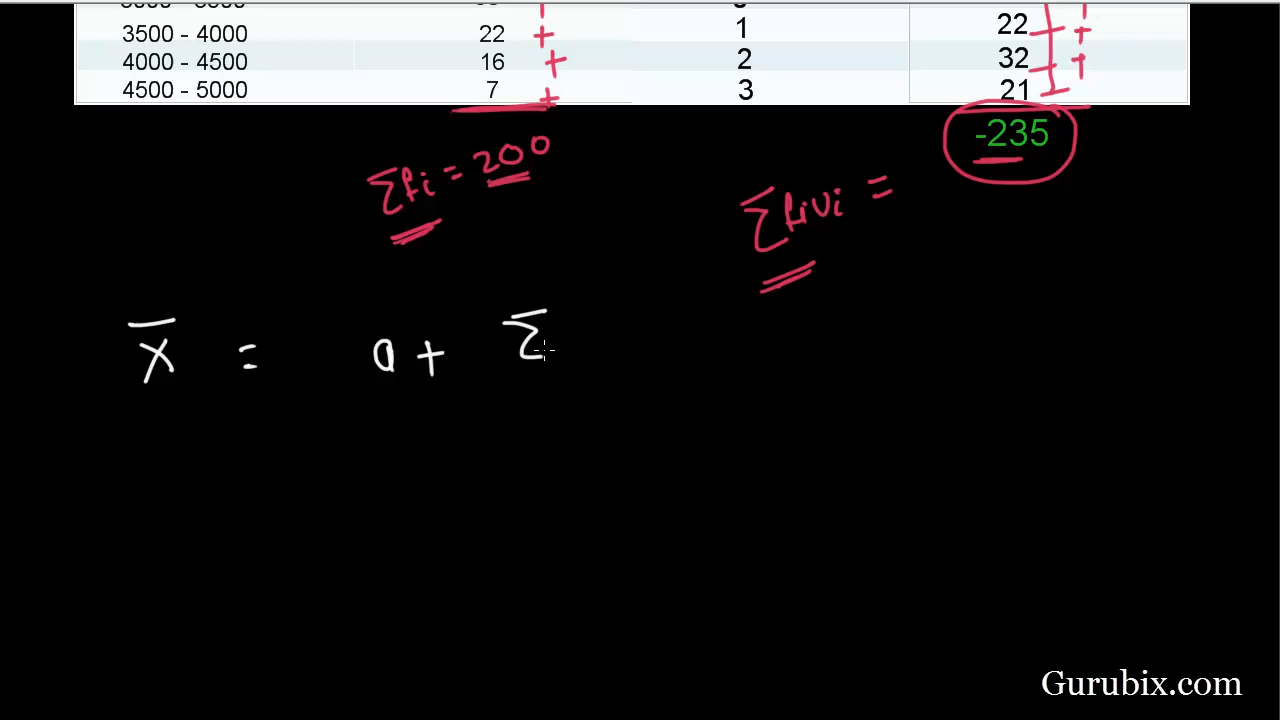 3500 - 4000 22 + 1 22 +
4000 - 4500 16 + 2 32 +
4500 - 5000 7 + 3 21
-235
Σfi = 200
Σfivi =
x̄ = a + Σ
Gurubix.com